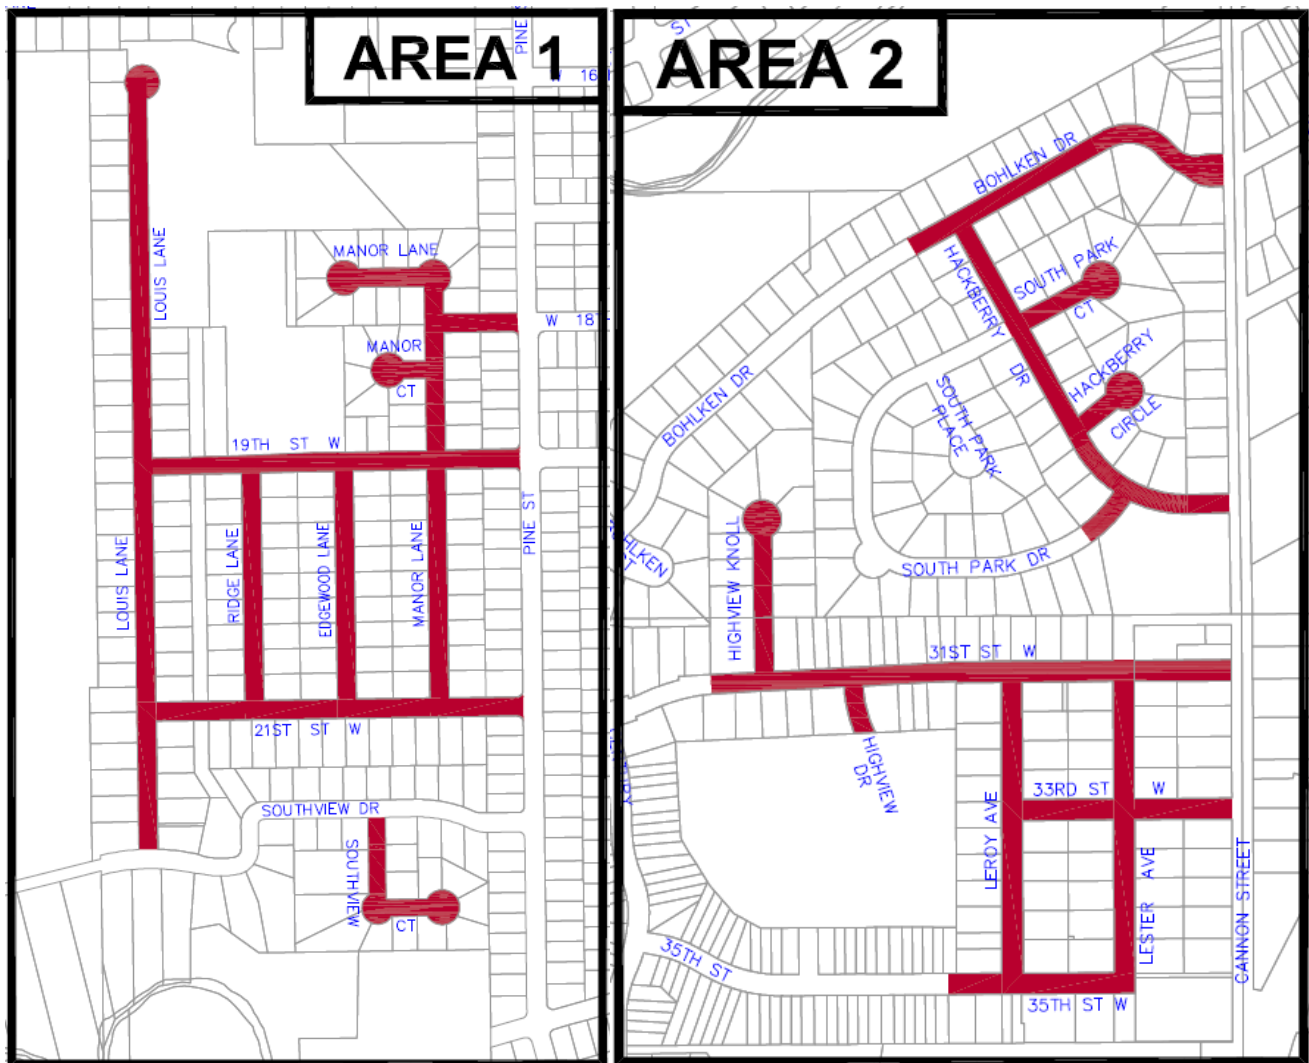 AREA 1
PINE ST
W 16
LOUIS LANE
MANOR LANE
W 18
MANOR
CT
19TH ST W
PINE ST
LOUIS LANE
RIDGE LANE
EDGEWOOD LANE
MANOR LANE
21ST ST W
SOUTHVIEW DR
SOUTHVIEW
CT
AREA 2
ST
BOHLKEN DR
HACKBERRY DR
SOUTH PARK
CT
HACKBERRY
CIRCLE
BOHLKEN DR
SOUTH PARK
PLACE
HIGHVIEW KNOLL
SOUTH PARK DR
31ST ST W
HIGHVIEW
DR
33RD ST W
LEROY AVE
LESTER AVE
CANNON STREET
35TH ST
35TH ST W